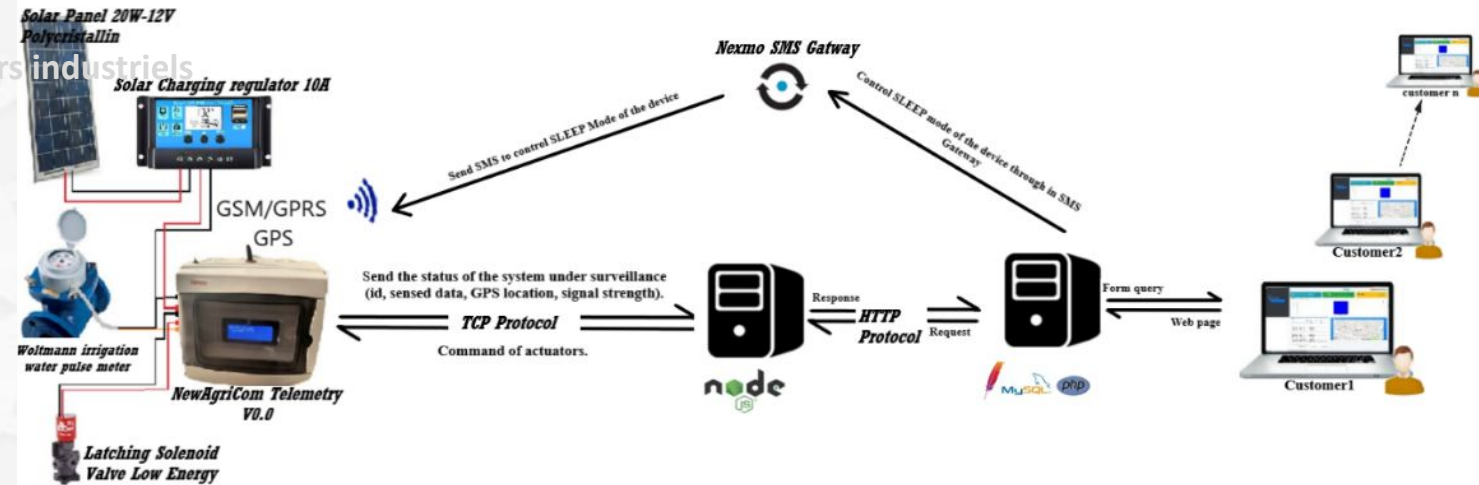 Solar Panel 20W-12V
Polycristallin
rs industriels
Solar Charging regulator 10A
Nexmo SMS Gatway
Send SMS to control SLEEP Mode of the device
Control SLEEP mode of the device through in SMS
Gateway
customer n
GSM/GPRS
GPS
Customer2
Send the status of the system under surveillance
(id, sensed data, GPS location, signal strength).
TCP Protocol
Command of actuators.
Response
HTTP
Protocol
Request
Form query
Web page
Woltmann irrigation
water pulse meter
NewAgriCom Telemetry
V0.0
node
JS
MySQL
php
Customer1
Latching Solenoid
Valve Low Energy